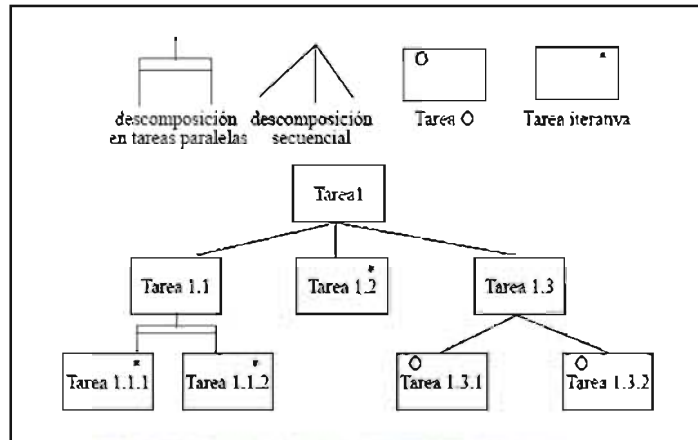 descomposición
en tareas paralelas
descomposición
secuencial
Tarea O
Tarea iterativa
Tarea1
Tarea 1.1
Tarea 1.2
Tarea 1.3
Tarea 1.1.1
Tarea 1.1.2
Tarea 1.3.1
Tarea 1.3.2